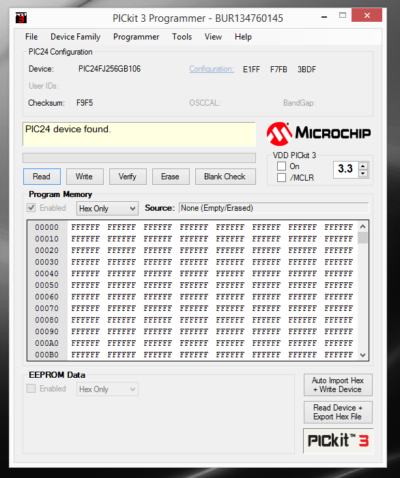 PICkit 3 Programmer - BUR134760145
File Device Family Programmer Tools View Help
PIC24 Configuration
Device: PIC24FJ256GB106 Configuration: E1FF F7FB 3BDF
User IDs:
Checksum: F9F5 OSCCAL: BandGap:
PIC24 device found.
MICROCHIP
VDD PICkit 3
On
/MCLR
3.3
Read Write Verify Erase Blank Check
Program Memory
Enabled Hex Only Source: None (Empty/Erased)
00000 FFFFFF FFFFFF FFFFFF FFFFFF FFFFFF FFFFFF FFFFFF FFFFFF
00010 FFFFFF FFFFFF FFFFFF FFFFFF FFFFFF FFFFFF FFFFFF FFFFFF
00020 FFFFFF FFFFFF FFFFFF FFFFFF FFFFFF FFFFFF FFFFFF FFFFFF
00030 FFFFFF FFFFFF FFFFFF FFFFFF FFFFFF FFFFFF FFFFFF FFFFFF
00040 FFFFFF FFFFFF FFFFFF FFFFFF FFFFFF FFFFFF FFFFFF FFFFFF
00050 FFFFFF FFFFFF FFFFFF FFFFFF FFFFFF FFFFFF FFFFFF FFFFFF
00060 FFFFFF FFFFFF FFFFFF FFFFFF FFFFFF FFFFFF FFFFFF FFFFFF
00070 FFFFFF FFFFFF FFFFFF FFFFFF FFFFFF FFFFFF FFFFFF FFFFFF
00080 FFFFFF FFFFFF FFFFFF FFFFFF FFFFFF FFFFFF FFFFFF FFFFFF
00090 FFFFFF FFFFFF FFFFFF FFFFFF FFFFFF FFFFFF FFFFFF FFFFFF
000A0 FFFFFF FFFFFF FFFFFF FFFFFF FFFFFF FFFFFF FFFFFF FFFFFF
000B0 FFFFFF FFFFFF FFFFFF FFFFFF FFFFFF FFFFFF FFFFFF FFFFFF
EEPROM Data
Enabled Hex Only
Auto Import Hex
+ Write Device
Read Device +
Export Hex File
PICkit™ 3